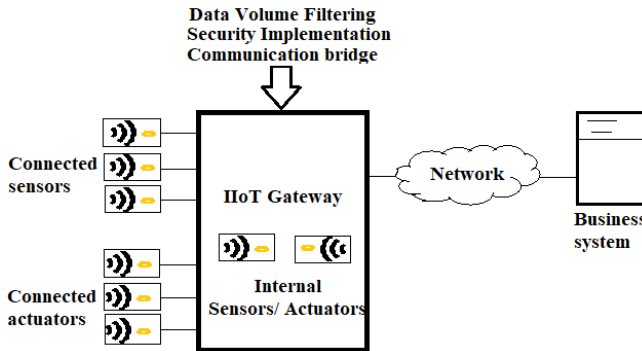 Data Volume Filtering
Security Implementation
Communication bridge
Connected
sensors
IIoT Gateway
Network
Business
system
Internal
Sensors/ Actuators
Connected
actuators